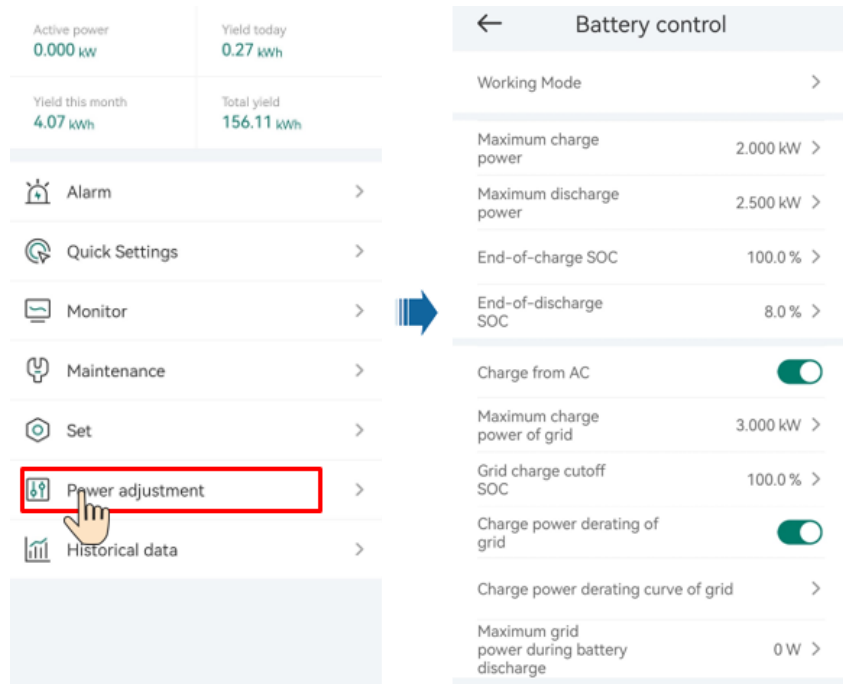 Active power
0.000 kW
Yield today
0.27 kWh
Yield this month
4.07 kWh
Total yield
156.11 kWh
Alarm
Quick Settings
Monitor
Maintenance
Set
Power adjustment
Historical data
Battery control
Working Mode
Maximum charge
power
2.000 kW
Maximum discharge
power
2.500 kW
End-of-charge SOC
100.0 %
End-of-discharge
SOC
8.0 %
Charge from AC
Maximum charge
power of grid
3.000 kW
Grid charge cutoff
SOC
100.0 %
Charge power derating of
grid
Charge power derating curve of grid
Maximum grid
power during battery
discharge
0 W